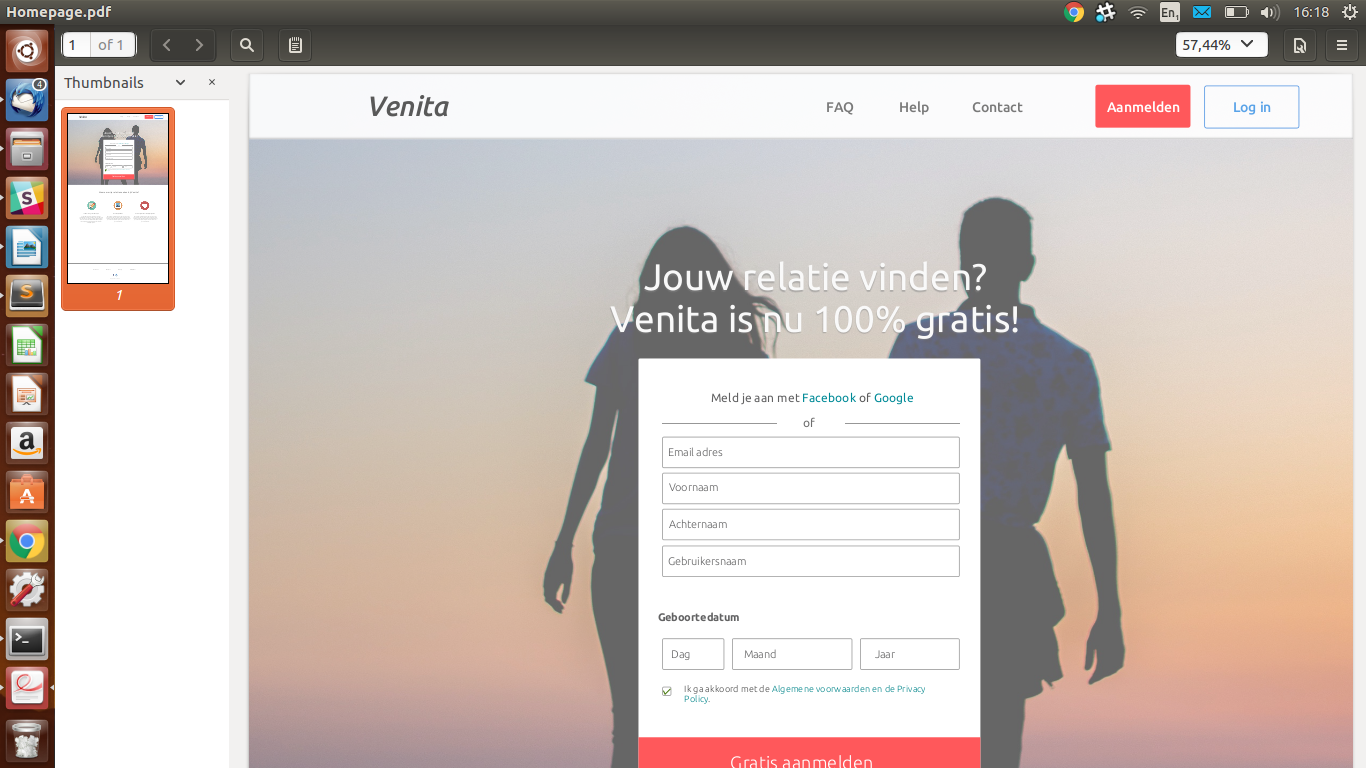 Homepage.pdf
En1
16:18
1 of 1
57,44%
Thumbnails
×
4
S
S
a
A
>_
1
Venita
FAQ Help Contact Aanmelden Log in
Jouw relatie vinden?
Venita is nu 100% gratis!
Meld je aan met Facebook of Google
of
Email adres
Voornaam
Achternaam
Gebruikersnaam
Geboortedatum
Dag Maand Jaar
Ik ga akkoord met de Algemene voorwaarden en de Privacy
Policy.
Gratis aanmelden